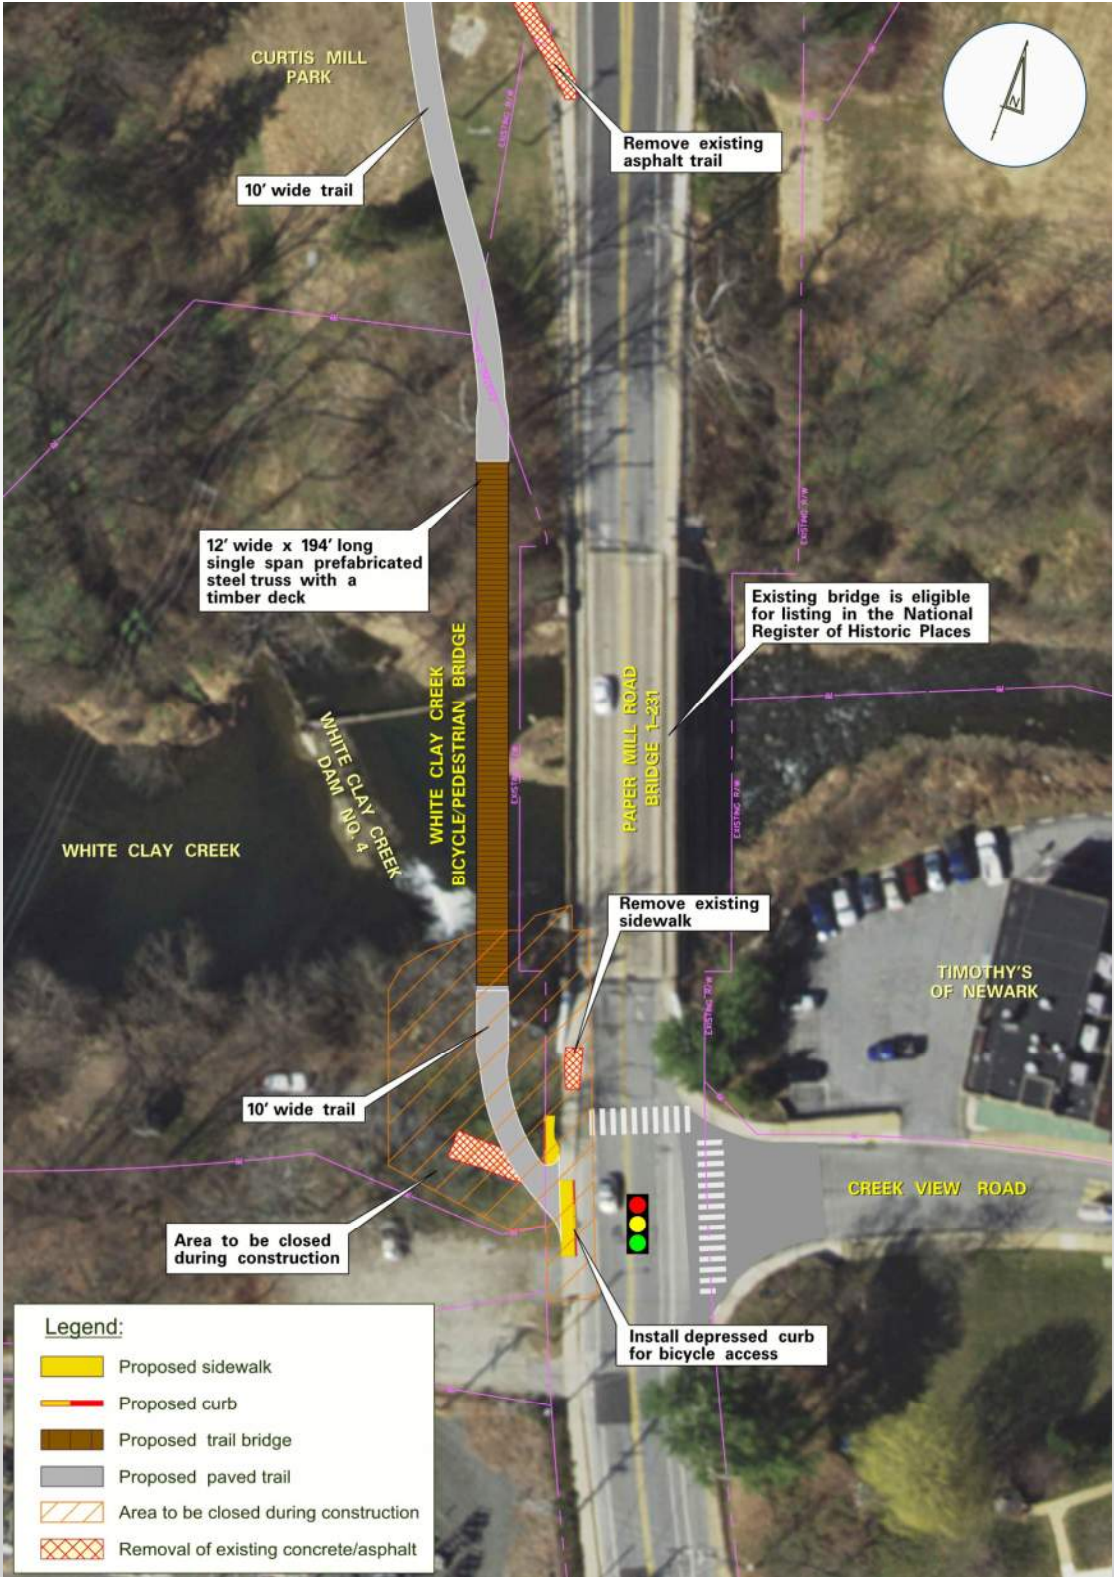 CURTIS MILL
PARK
N
EXISTING R/W
Remove existing
asphalt trail
10' wide trail
12' wide x 194' long
single span prefabricated
steel truss with a
timber deck
EXISTING R/W
Existing bridge is eligible
for listing in the National
Register of Historic Places
WHITE CLAY CREEK
BICYCLE/PEDESTRIAN BRIDGE
PAPER MILL ROAD
BRIDGE 1-231
WHITE CLAY CREEK
DAM NO. 4
EXISTING R/W
EXISTING R/W
WHITE CLAY CREEK
Remove existing
sidewalk
TIMOTHY'S
OF NEWARK
EXISTING R/W
10' wide trail
CREEK VIEW ROAD
Area to be closed
during construction
Install depressed curb
for bicycle access
Legend:
Proposed sidewalk
Proposed curb
Proposed trail bridge
Proposed paved trail
Area to be closed during construction
Removal of existing concrete/asphalt